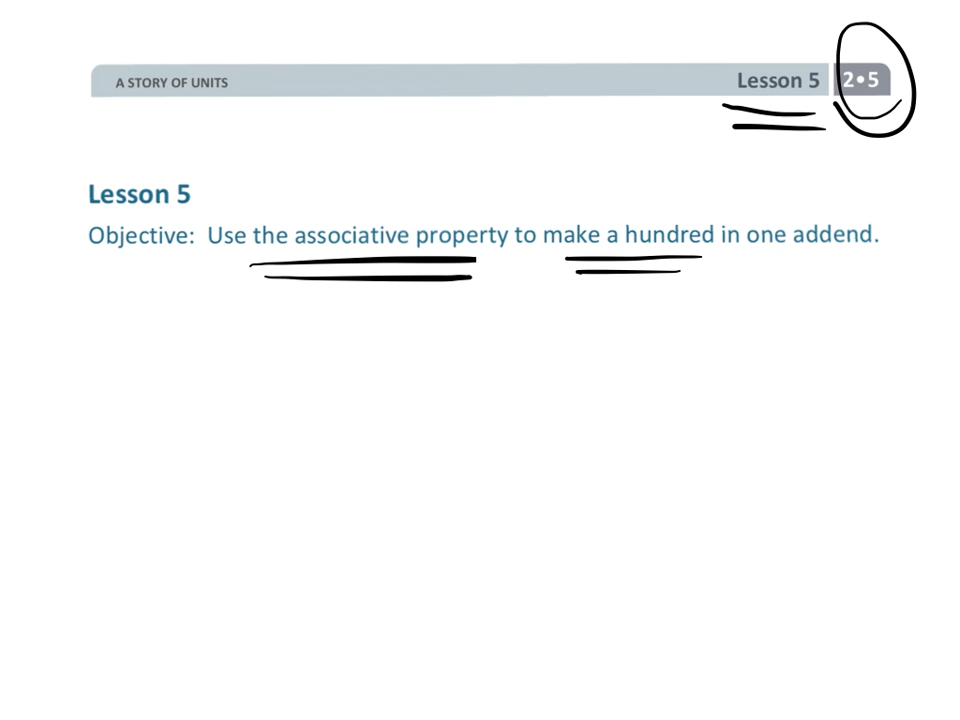 A STORY OF UNITS Lesson 5 2•5
Lesson 5
Objective: Use the associative property to make a hundred in one addend.